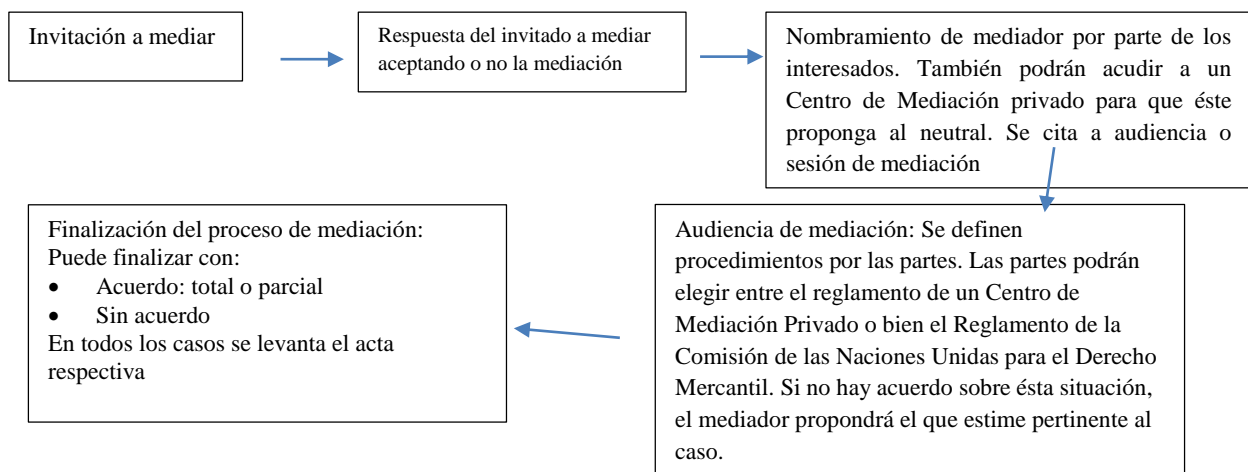 Invitación a mediar
Respuesta del invitado a mediar
aceptando o no la mediación
Nombramiento de mediador por parte de los
interesados. También podrán acudir a un
Centro de Mediación privado para que éste
proponga al neutral. Se cita a audiencia o
sesión de mediación
Audiencia de mediación: Se definen
procedimientos por las partes. Las partes podrán
elegir entre el reglamento de un Centro de
Mediación Privado o bien el Reglamento de la
Comisión de las Naciones Unidas para el Derecho
Mercantil. Si no hay acuerdo sobre ésta situación,
el mediador propondrá el que estime pertinente al
caso.
Finalización del proceso de mediación:
Puede finalizar con:
• Acuerdo: total o parcial
• Sin acuerdo
En todos los casos se levanta el acta
respectiva